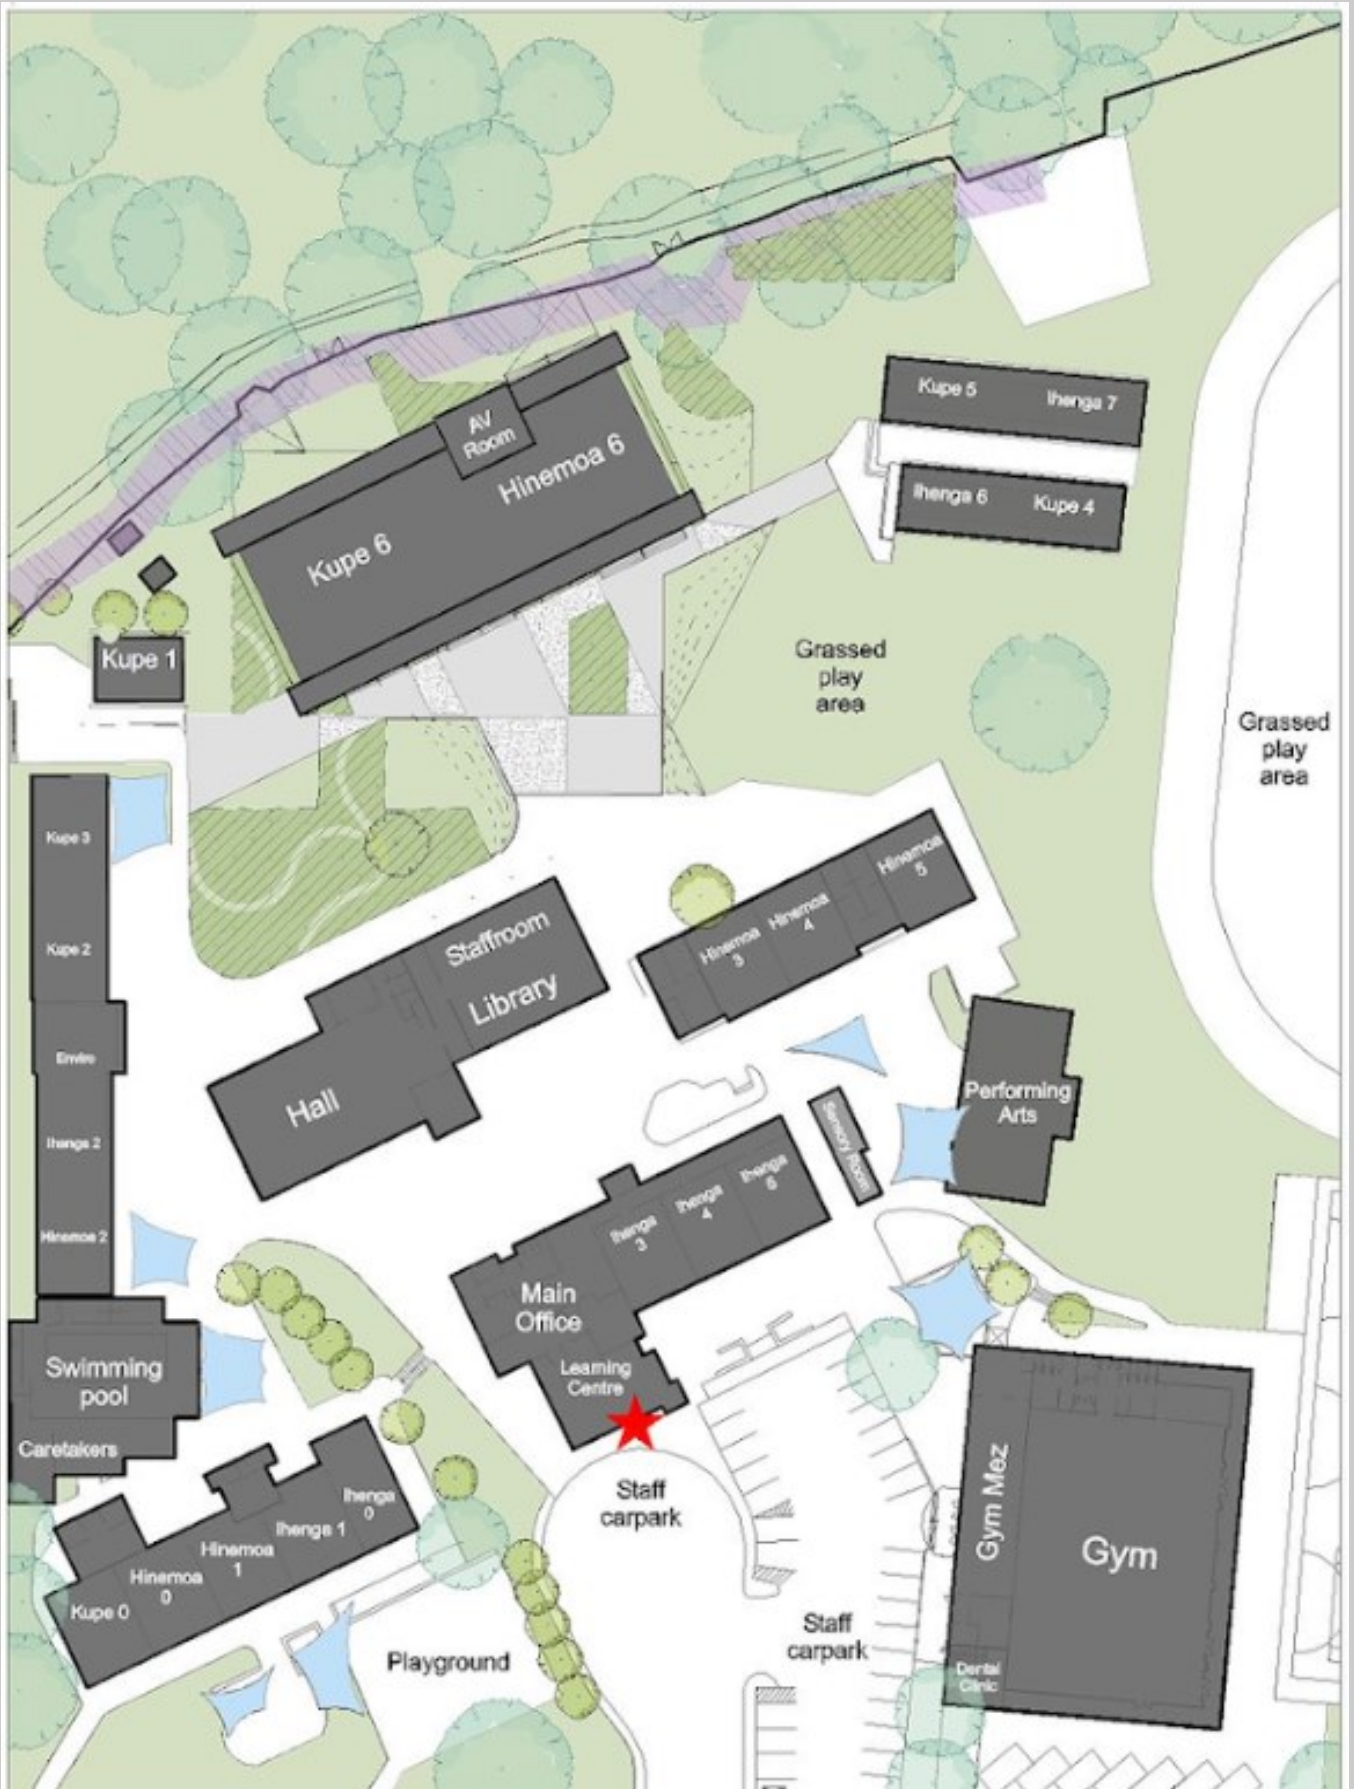 Kupe 5
Ihenga 7
AV
Room
Hinemoa 6
Kupe 6
Ihenga 6
Kupe 4
Kupe 1
Grassed
play
area
Grassed
play
area
Kupe 3
Kupe 2
Enviro
Ihenga 2
Hinemoa 2
Staffroom
Library
Hall
Hinemoa
3
Hinemoa
4
Hinemoa
5
Performing
Arts
Sensory Room
Ihenga
3
Ihenga
4
Ihenga
5
Main
Office
Learning
Centre
Swimming
pool
Caretakers
Staff
carpark
Ihenga
0
Ihenga 1
Hinemoa
1
Hinemoa
0
Kupe 0
Playground
Staff
carpark
Gym Mez
Gym
Dental
Clinic